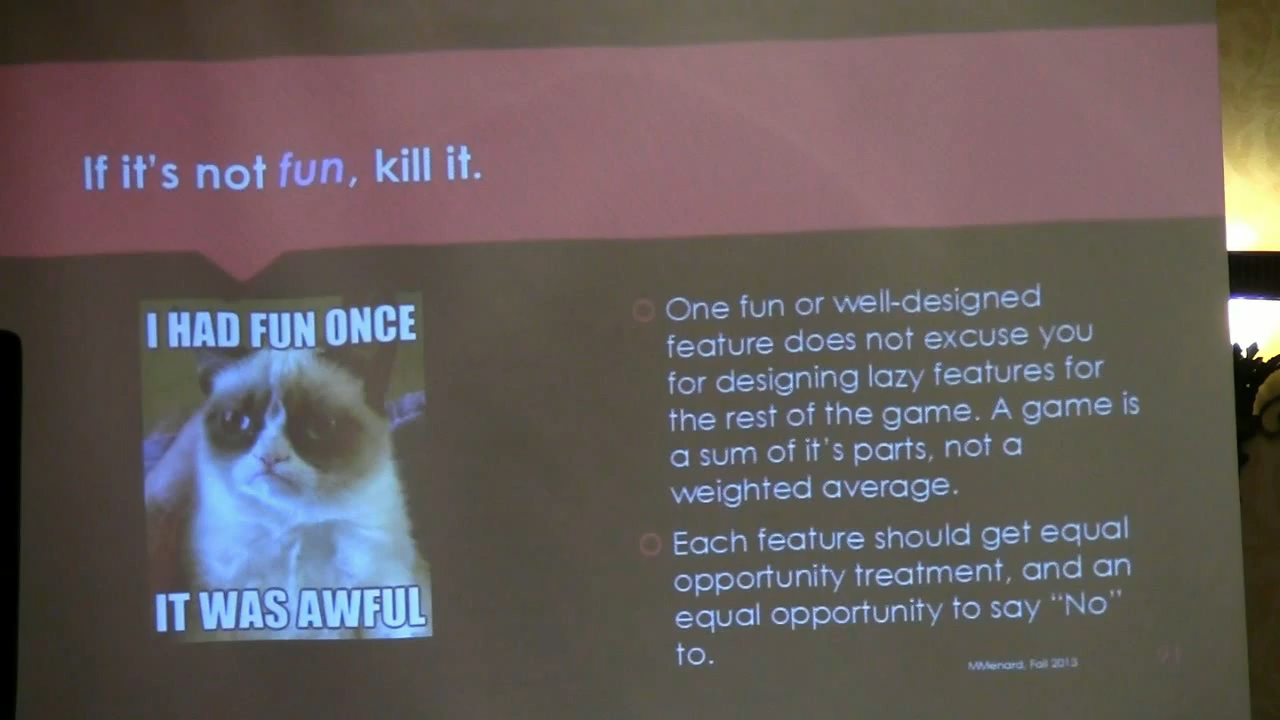 If it's not fun, kill it.
I HAD FUN ONCE
IT WAS AWFUL
One fun or well-designed
feature does not excuse you
for designing lazy features for
the rest of the game. A game is
a sum of it's parts, not a
weighted average.
Each feature should get equal
opportunity treatment, and an
equal opportunity to say “No”
to.
MMenard, Fall 2013